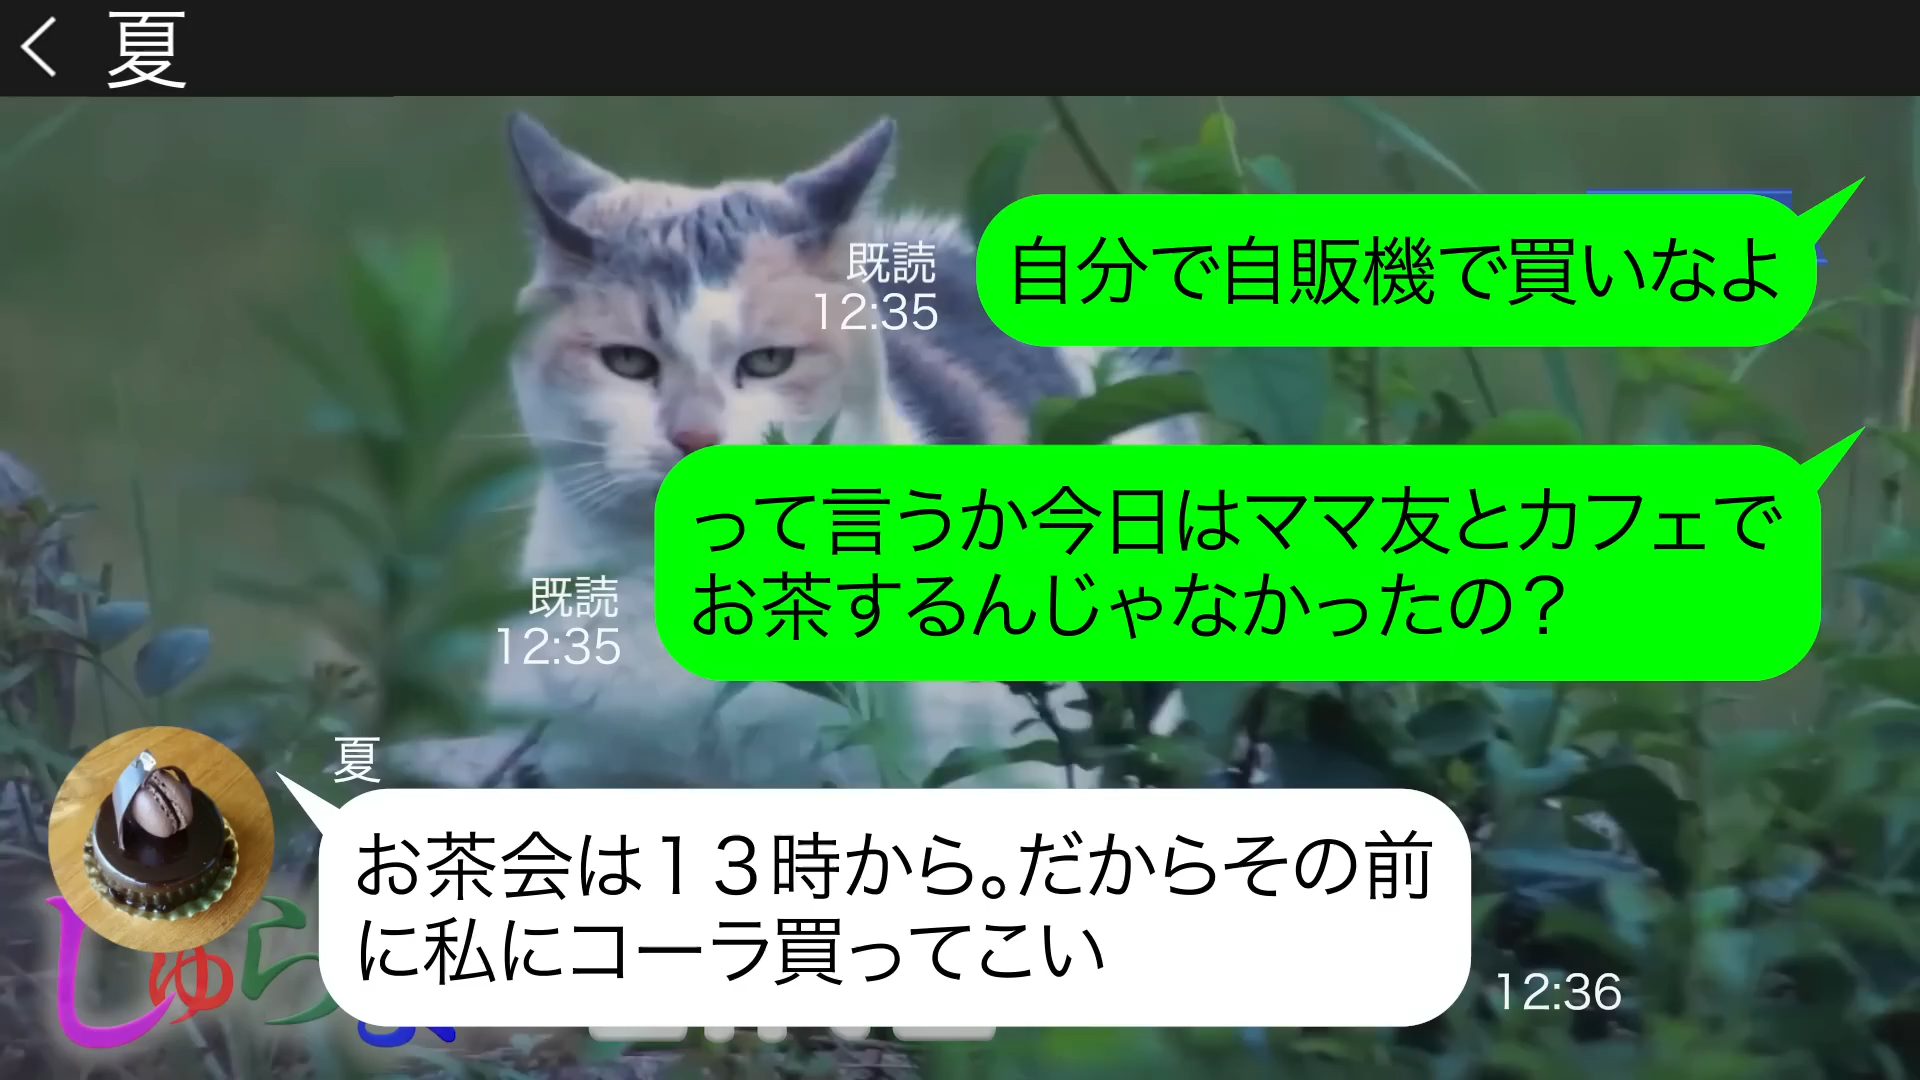 夏
自分で自販機で買いなよ
既読
12:35
って言うか今日はママ友とカフェで
お茶するんじゃなかったの？
既読
12:35
夏
お茶会は１３時から。だからその前
に私にコーラ買ってこい
12:36
しゅら